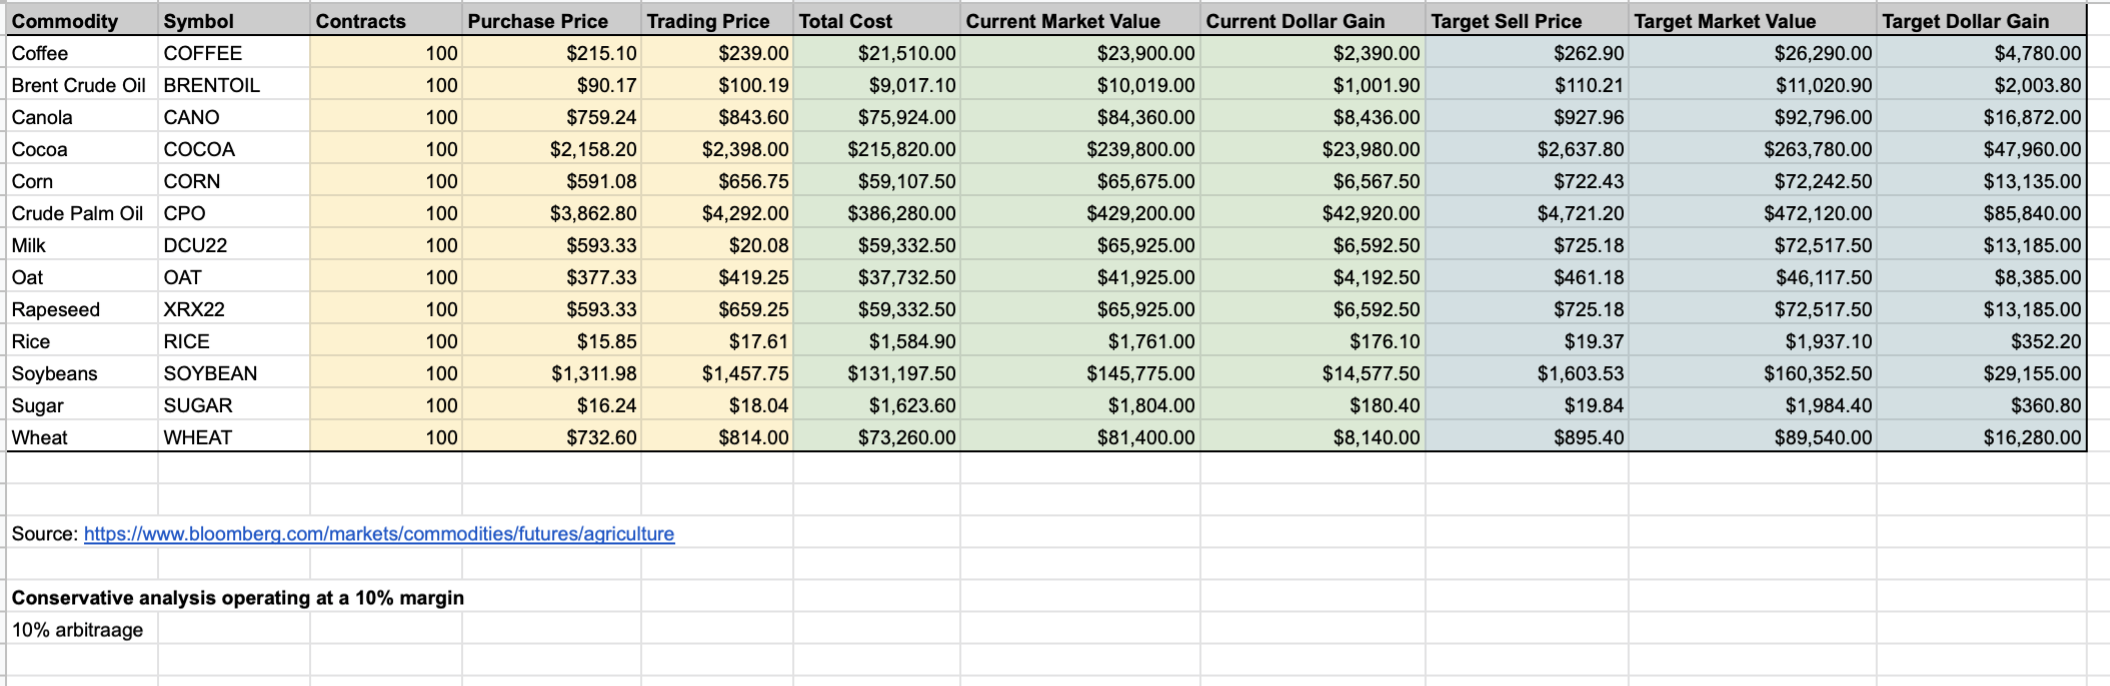 Commodity Symbol Contracts Purchase Price Trading Price Total Cost Current Market Value Current Dollar Gain Target Sell Price Target Market Value Target Dollar Gain
Coffee COFFEE 100 $215.10 $239.00 $21,510.00 $23,900.00 $2,390.00 $262.90 $26,290.00 $4,780.00
Brent Crude Oil BRENTOIL 100 $90.17 $100.19 $9,017.10 $10,019.00 $1,001.90 $110.21 $11,020.90 $2,003.80
Canola CANO 100 $759.24 $843.60 $75,924.00 $84,360.00 $8,436.00 $927.96 $92,796.00 $16,872.00
Cocoa COCOA 100 $2,158.20 $2,398.00 $215,820.00 $239,800.00 $23,980.00 $2,637.80 $263,780.00 $47,960.00
Corn CORN 100 $591.08 $656.75 $59,107.50 $65,675.00 $6,567.50 $722.43 $72,242.50 $13,135.00
Crude Palm Oil CPO 100 $3,862.80 $4,292.00 $386,280.00 $429,200.00 $42,920.00 $4,721.20 $472,120.00 $85,840.00
Milk DCU22 100 $593.33 $20.08 $59,332.50 $65,925.00 $6,592.50 $725.18 $72,517.50 $13,185.00
Oat OAT 100 $377.33 $419.25 $37,732.50 $41,925.00 $4,192.50 $461.18 $46,117.50 $8,385.00
Rapeseed XRX22 100 $593.33 $659.25 $59,332.50 $65,925.00 $6,592.50 $725.18 $72,517.50 $13,185.00
Rice RICE 100 $15.85 $17.61 $1,584.90 $1,761.00 $176.10 $19.37 $1,937.10 $352.20
Soybeans SOYBEAN 100 $1,311.98 $1,457.75 $131,197.50 $145,775.00 $14,577.50 $1,603.53 $160,352.50 $29,155.00
Sugar SUGAR 100 $16.24 $18.04 $1,623.60 $1,804.00 $180.40 $19.84 $1,984.40 $360.80
Wheat WHEAT 100 $732.60 $814.00 $73,260.00 $81,400.00 $8,140.00 $895.40 $89,540.00 $16,280.00
Source: https://www.bloomberg.com/markets/commodities/futures/agriculture
Conservative analysis operating at a 10% margin
10% arbitraage